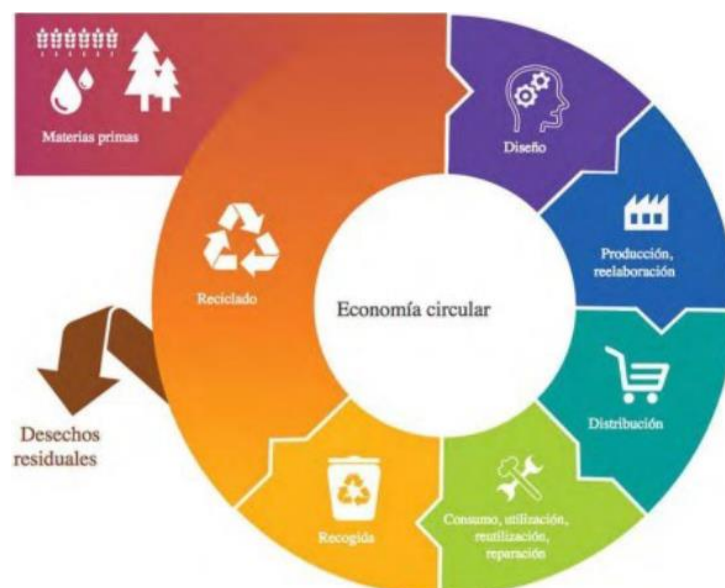 Materias primas
Diseño
Producción,
reelaboración
Reciclado
Economía circular
Distribución
Desechos
residuales
Recogida
Consumo, utilización,
reutilización,
reparación